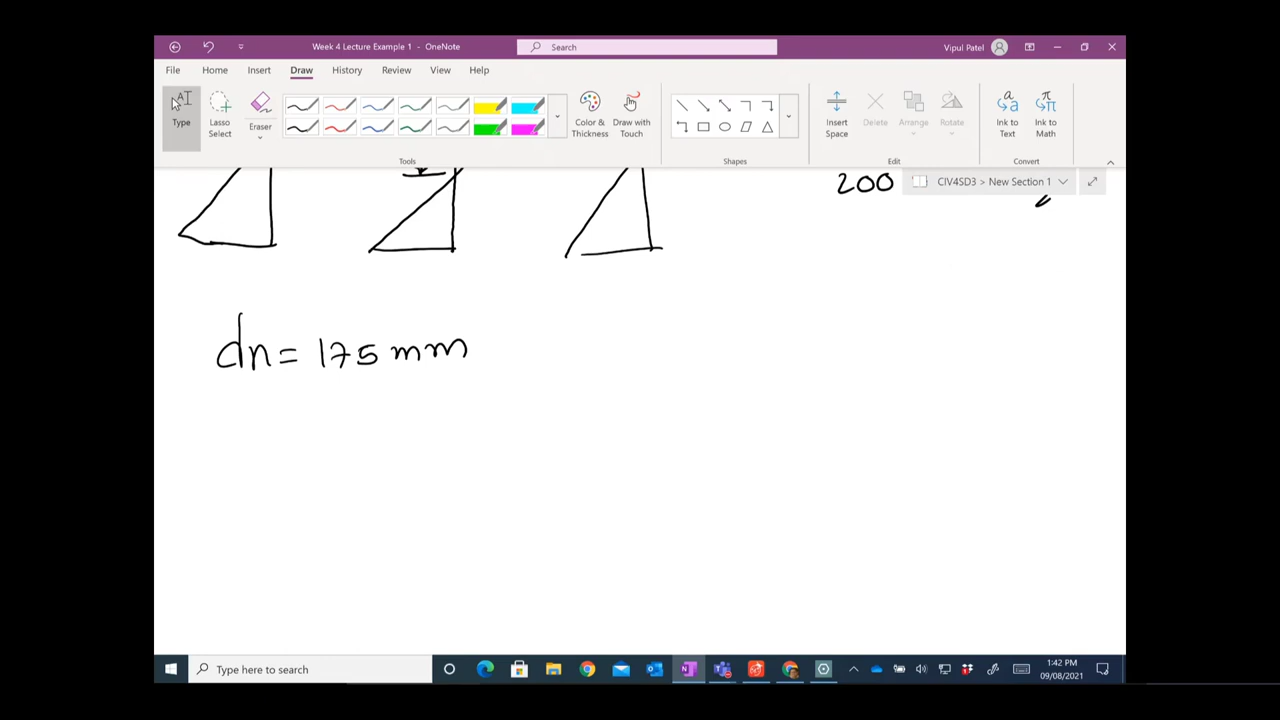 Week 4 Lecture Example 1 - OneNote
Search
Vipul Patel
File Home Insert Draw History Review View Help
Type
Lasso Select
Eraser
Color & Thickness
Draw with Touch
Insert Space
Delete
Arrange
Rotate
Ink to Text
Ink to Math
Tools
Shapes
Edit
Convert
200
CIV4SD3 > New Section 1
dn = 175 mm
Type here to search
1:42 PM
09/08/2021